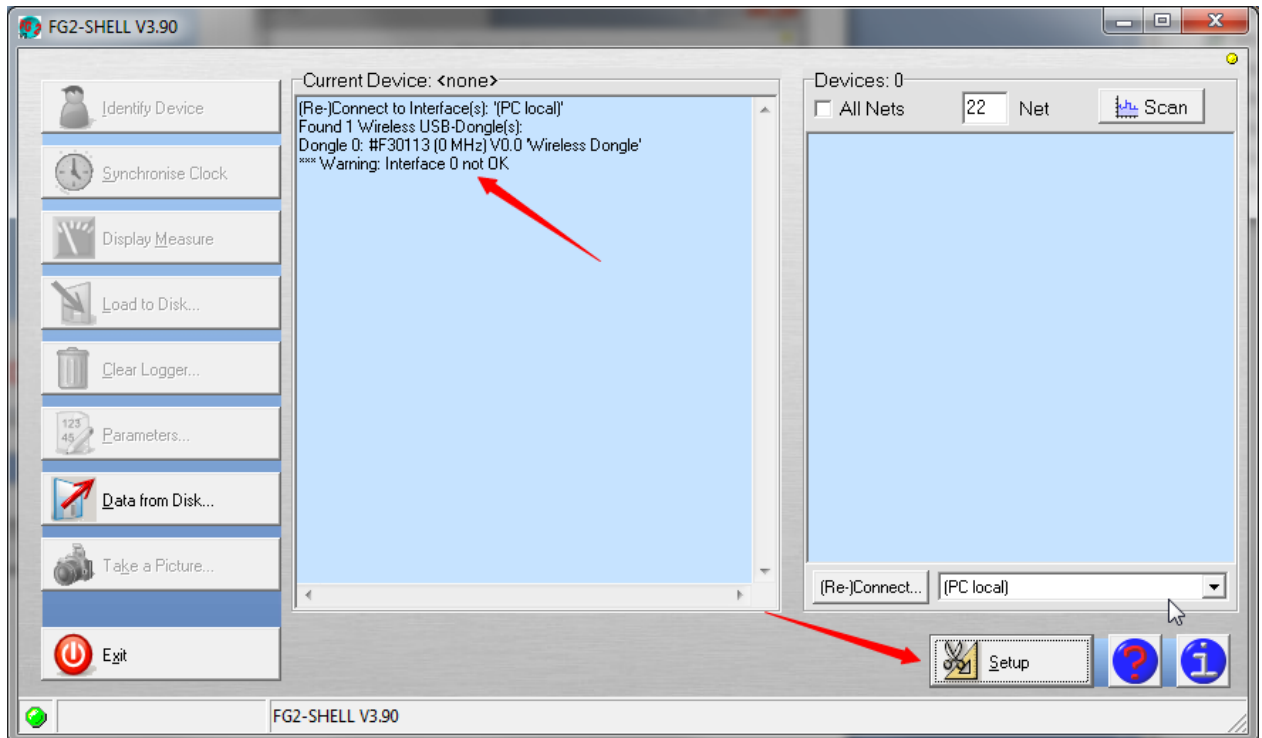 FG2-SHELL V3.90
Identify Device
Synchronise Clock
Display Measure
Load to Disk...
Clear Logger...
123
45
Parameters...
Data from Disk...
Take a Picture...
Exit
Current Device: <none>
(Re-)Connect to Interface(s): '(PC local)'
Found 1 Wireless USB-Dongle(s):
Dongle 0: #F30113 (0 MHz) V0.0 'Wireless Dongle'
*** Warning: Interface 0 not OK
Devices: 0
All Nets 22 Net Scan
(Re-)Connect... (PC local)
Setup
FG2-SHELL V3.90